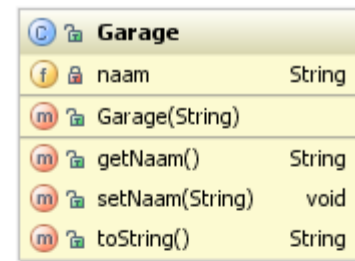 C Garage
f naam String
m Garage(String)
m getNaam() String
m setNaam(String) void
m toString() String